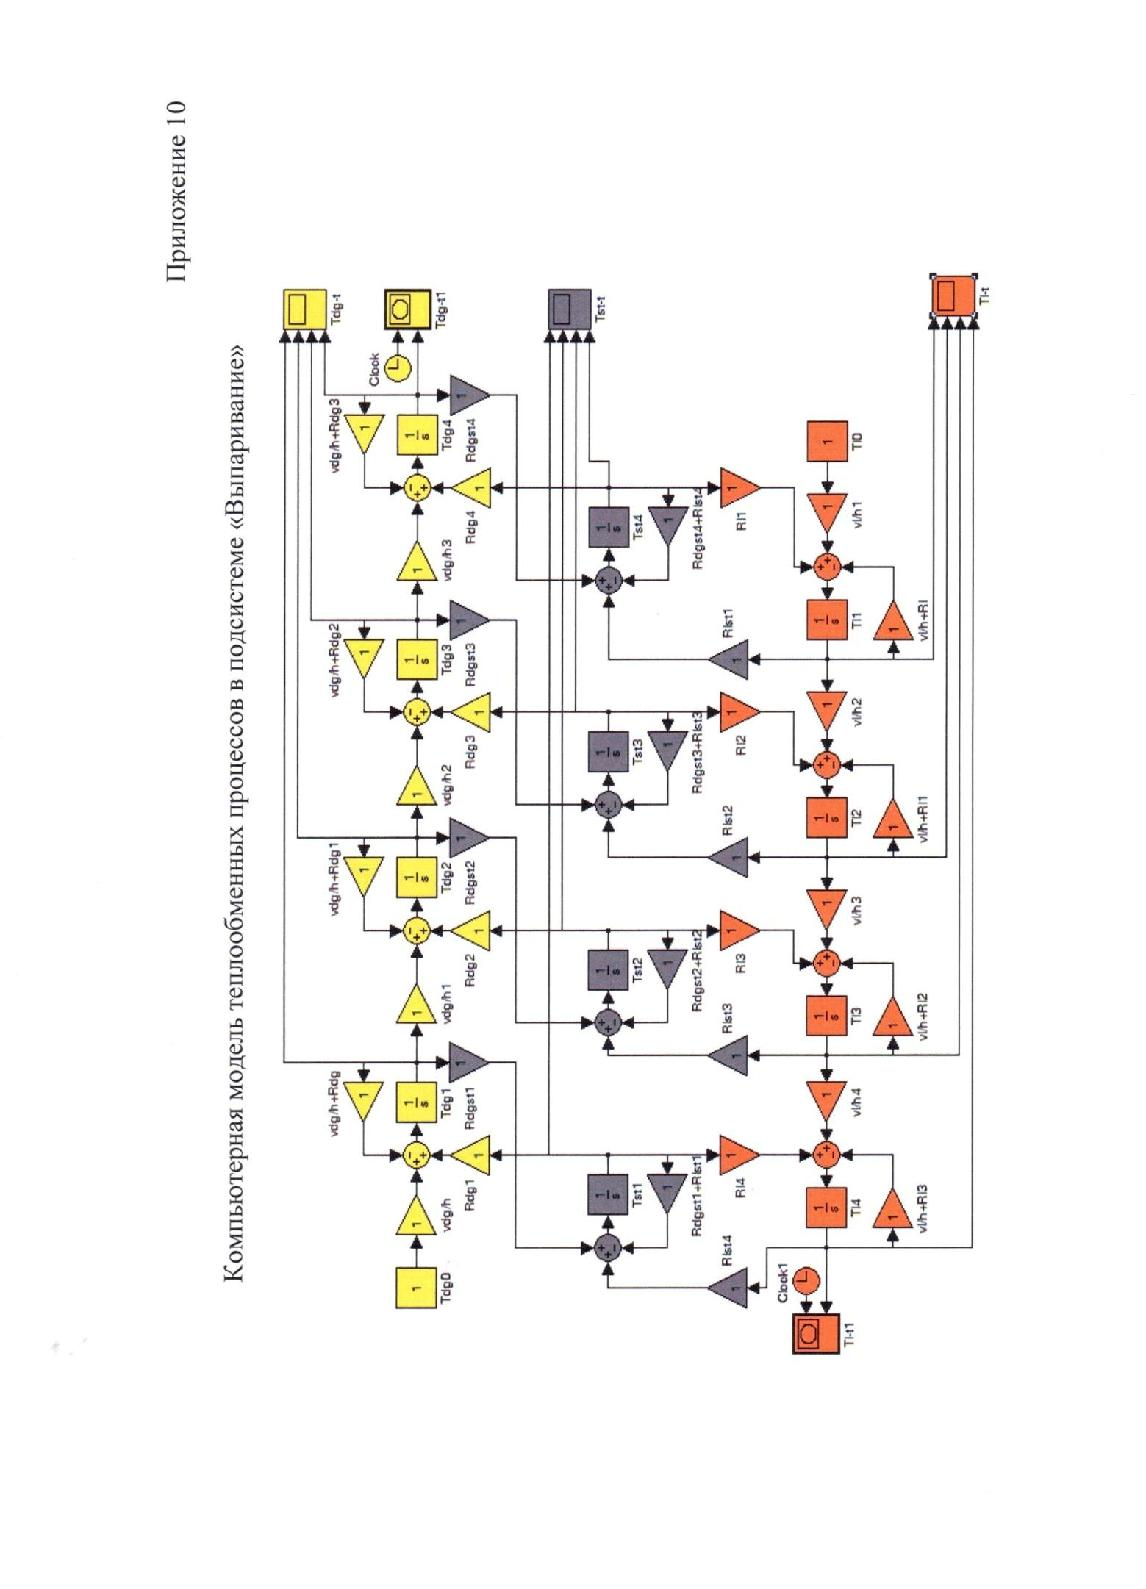 Приложение 10
Компьютерная модель теплообменных процессов в подсистеме «Выпаривание»
vdg/h+Rdg
vdg/h+Rdg1
vdg/h+Rdg2
vdg/h+Rdg3
Clock
Tdg-t
Tdg-t1
Tdg0
vdg/h
Tdg1
vdg/h1
Tdg2
vdg/h2
Tdg3
vdg/h3
Tdg4
Rdg1
Rdgst1
Rdg2
Rdgst2
Rdg3
Rdgst3
Rdg4
Rdgst4
Tst-t
Tst1
Tst2
Tst3
Tst4
Rdgst1+Rlst1
Rdgst2+Rlst2
Rdgst3+Rlst3
Rdgst4+Rlst4
Rlst4
Rl4
Rlst3
Rl3
Rlst2
Rl2
Rlst1
Rl1
Clock1
Tl-t1
Tl4
vl/h4
Tl3
vl/h3
Tl2
vl/h2
Tl1
vl/h1
Tl0
vl/h+Rl3
vl/h+Rl2
vl/h+Rl1
vl/h+Rl
Tl-t